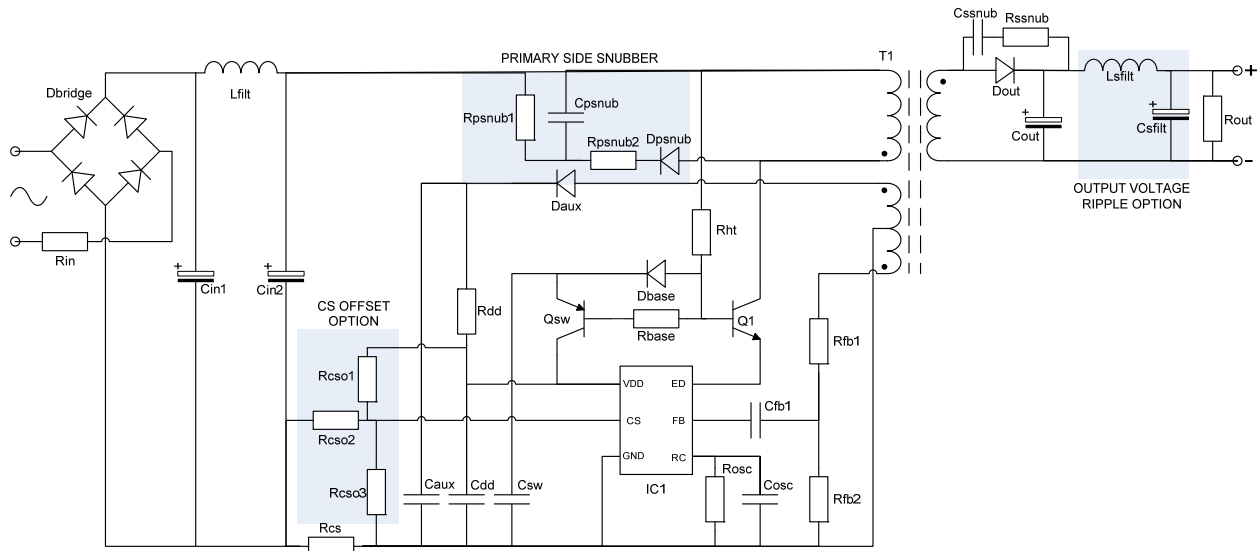 Cssnub
Rssnub
PRIMARY SIDE SNUBBER
T1
Dbridge
Lfilt
Rpsnub1
Cpsnub
Rpsnub2
Dpsnub
Dout
Lsfilt
+
Cout
+
Csfilt
+
Rout
-
Daux
OUTPUT VOLTAGE
RIPPLE OPTION
Rin
Rht
+
Cin1
+
Cin2
Dbase
CS OFFSET
OPTION
Rdd
Qsw
Rbase
Q1
Rfb1
Rcso1
VDD
ED
Cfb1
CS
FB
Rcso2
GND
RC
Rosc
Cosc
Rcso3
Caux
Cdd
Csw
IC1
Rfb2
Rcs